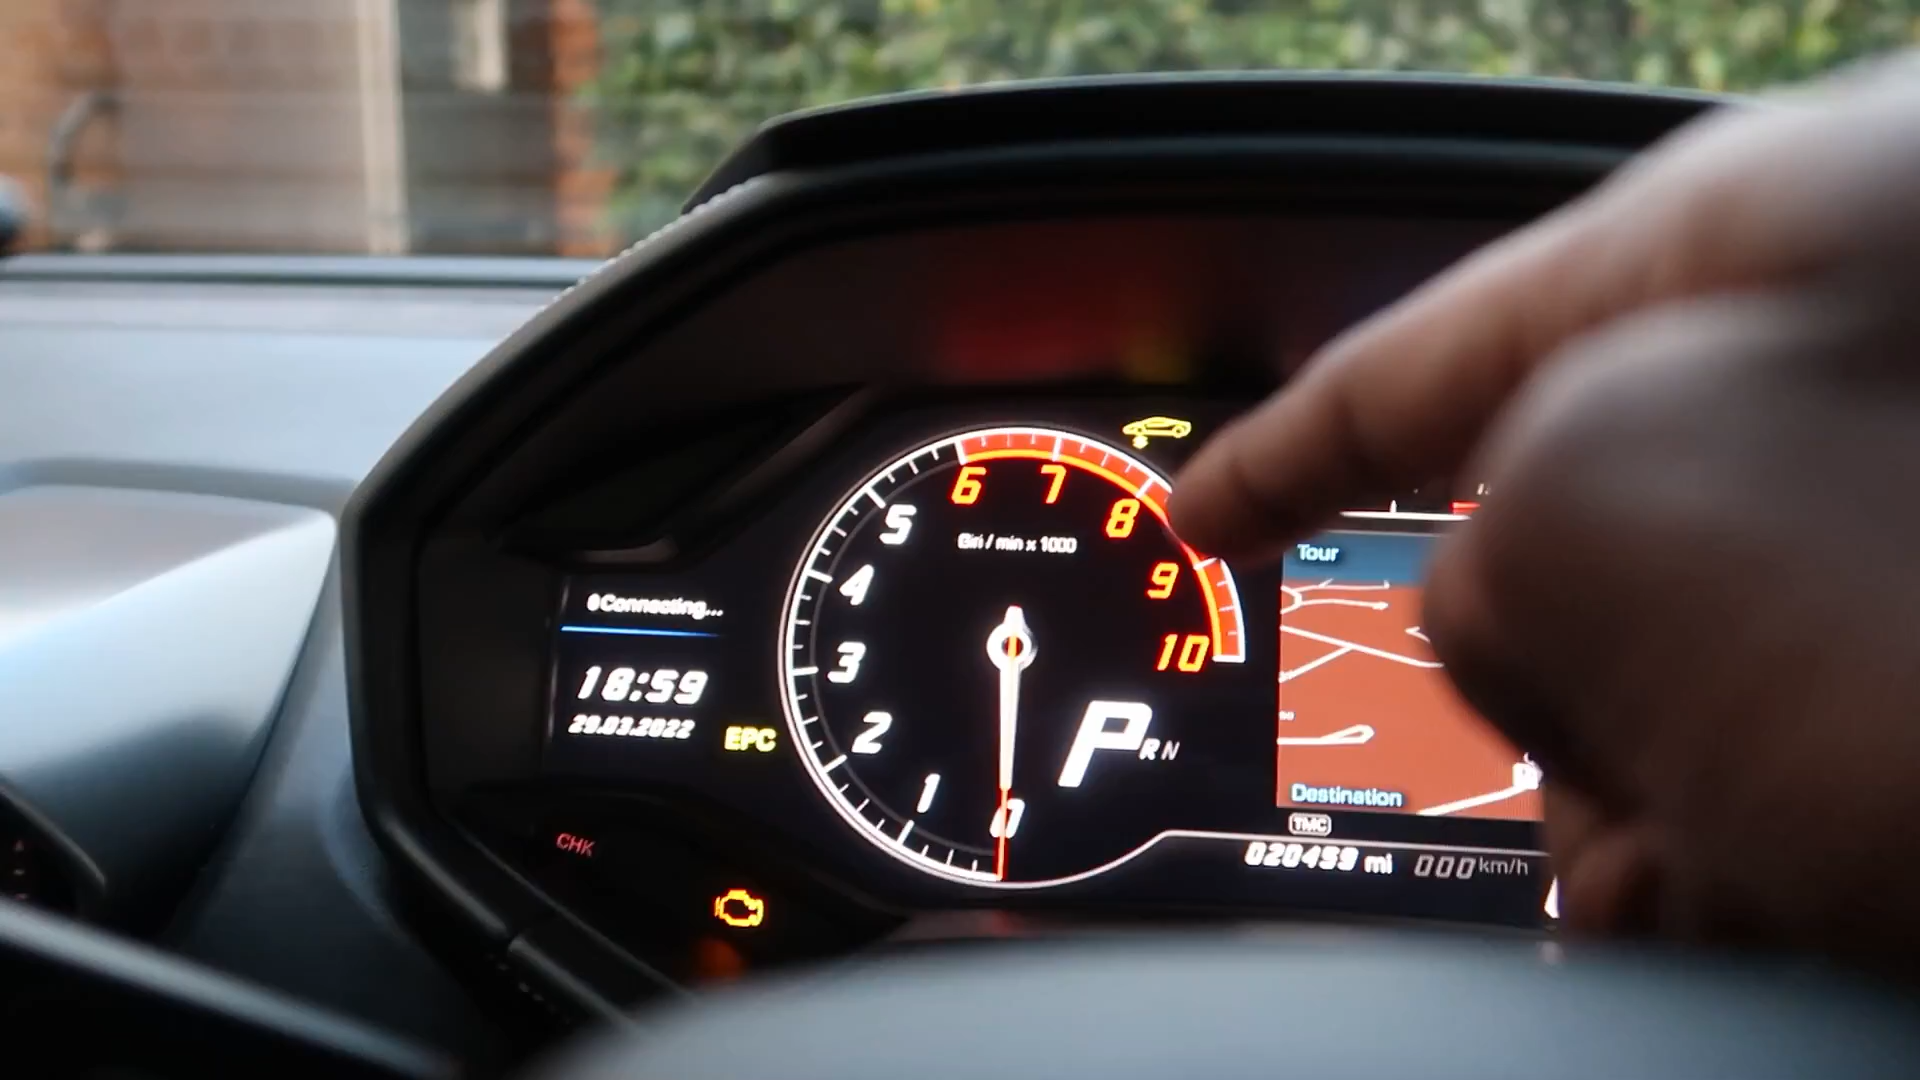 Connecting...
18:59
29.03.2022
EPC
CHK
Giri / min x 1000
0
1
2
3
4
5
6
7
8
9
10
P R N
Tour
Destination
TMC
020459 mi 000 km/h